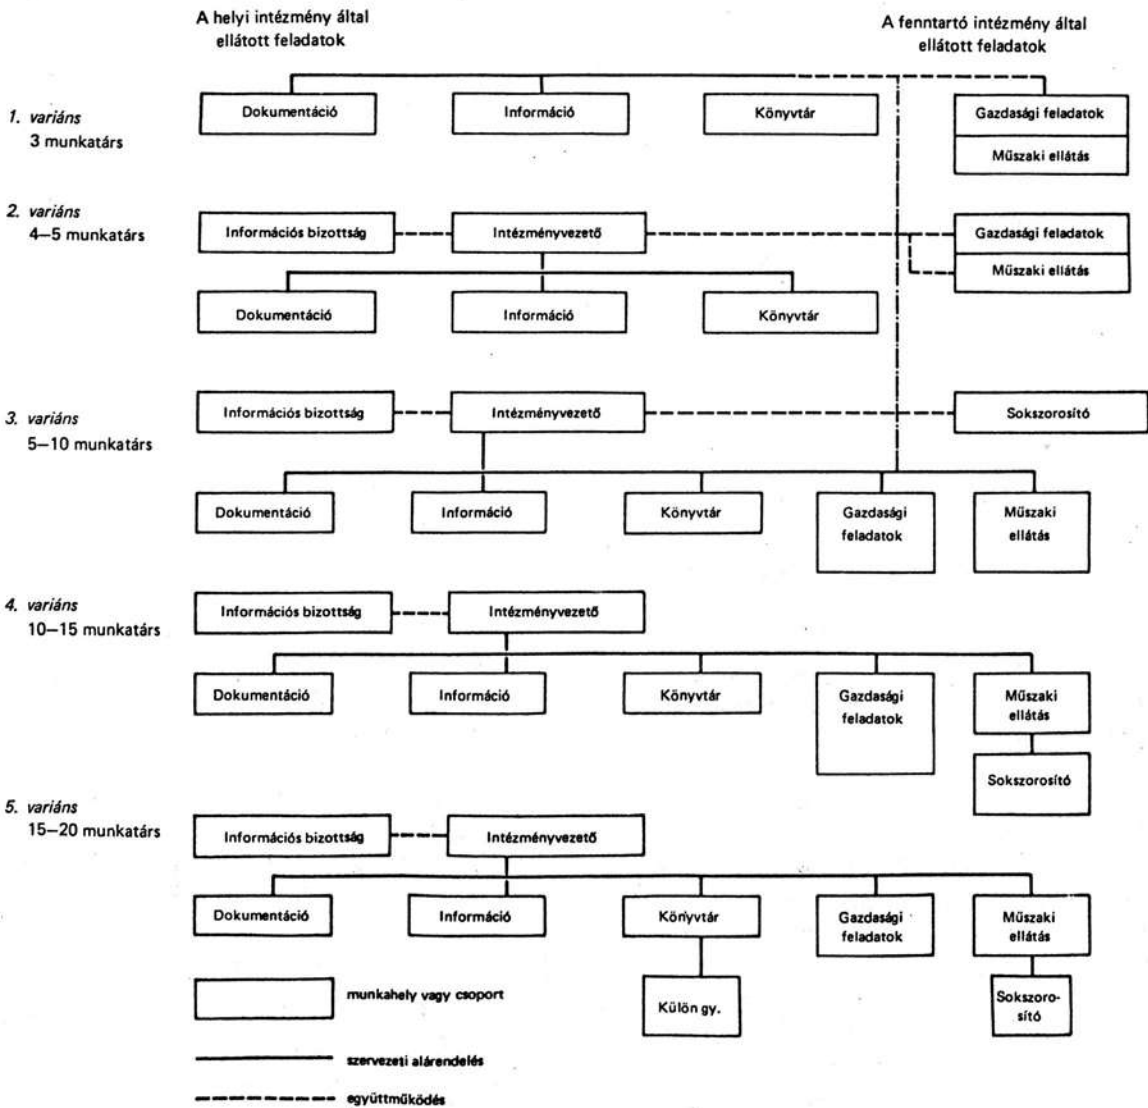 A helyi intézmény által
ellátott feladatok
A fenntartó intézmény által
ellátott feladatok
1. variáns
3 munkatárs
Dokumentáció
Információ
Könyvtár
Gazdasági feladatok
Műszaki ellátás
2. variáns
4—5 munkatárs
Információs bizottság
Intézményvezető
Gazdasági feladatok
Műszaki ellátás
Dokumentáció
Információ
Könyvtár
3. variáns
5—10 munkatárs
Információs bizottság
Intézményvezető
Sokszorosító
Dokumentáció
Információ
Könyvtár
Gazdasági
feladatok
Műszaki
ellátás
4. variáns
10—15 munkatárs
Információs bizottság
Intézményvezető
Dokumentáció
Információ
Könyvtár
Gazdasági
feladatok
Műszaki
ellátás
Sokszorosító
5. variáns
15—20 munkatárs
Információs bizottság
Intézményvezető
Dokumentáció
Információ
Könyvtár
Gazdasági
feladatok
Műszaki
ellátás
Külön gy.
Sokszoro-
sító
munkahely vagy csoport
szervezeti alárendelés
együttműködés